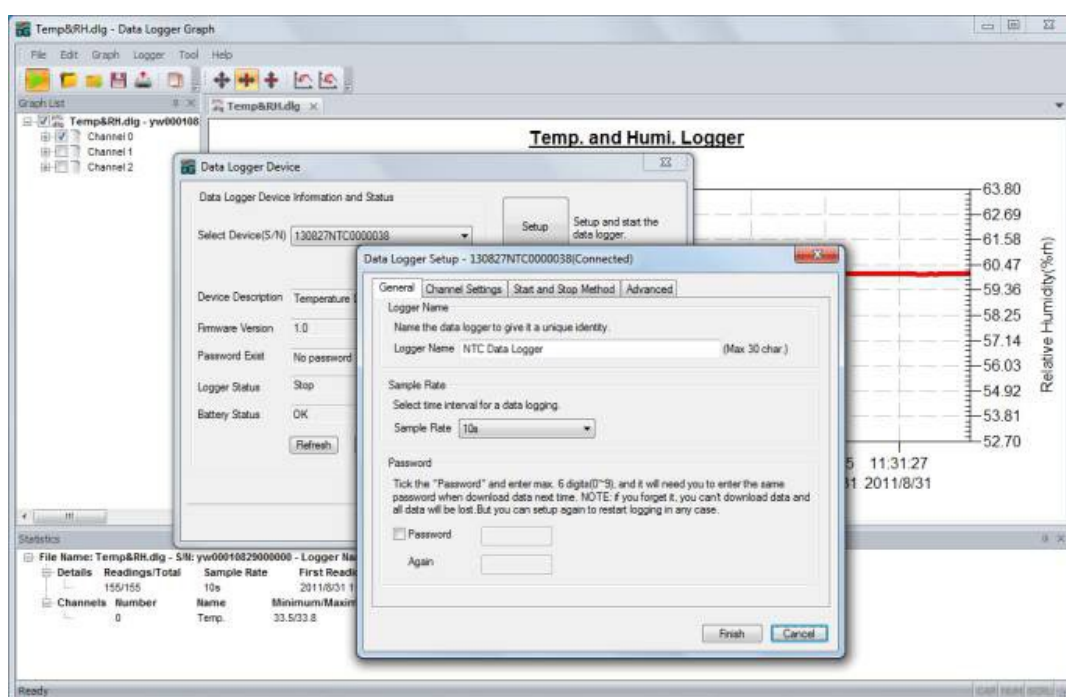 Temp&RH.dlg - Data Logger Graph
File Edit Graph Logger Tool Help
Graph List
Temp&RH.dlg
Temp&RH.dlg - yw000108
Channel 0
Channel 1
Channel 2
Temp. and Humi. Logger
63.80
62.69
61.58
60.47
59.36
58.25
57.14
56.03
54.92
53.81
52.70
Relative Humidity(%rh)
11:31:27
2011/8/31
Data Logger Device
Data Logger Device Information and Status
Select Device(S/N) 130827NTC0000038
Setup
Setup and start the
data logger.
Device Description Temperature
Firmware Version 1.0
Password Exist No password
Logger Status Stop
Battery Status OK
Refresh
Data Logger Setup - 130827NTC0000038(Connected)
General Channel Settings Start and Stop Method Advanced
Logger Name
Name the data logger to give it a unique identity.
Logger Name NTC Data Logger (Max 30 char.)
Sample Rate
Select time interval for a data logging.
Sample Rate 10s
Password
Tick the "Password" and enter max. 6 digits(0~9), and it will need you to enter the same
password when download data next time. NOTE: if you forget it, you can't download data and
all data will be lost.But you can setup again to restart logging in any case.
Password
Again
Finish Cancel
Statistics
File Name: Temp&RH.dlg - S/N: yw00010829000000 - Logger Na
Details Readings/Total Sample Rate First Readi
155/155 10s 2011/8/31 1
Channels Number Name Minimum/Maxim
0 Temp. 33.5/33.8
Ready
CAP NUM SCRL